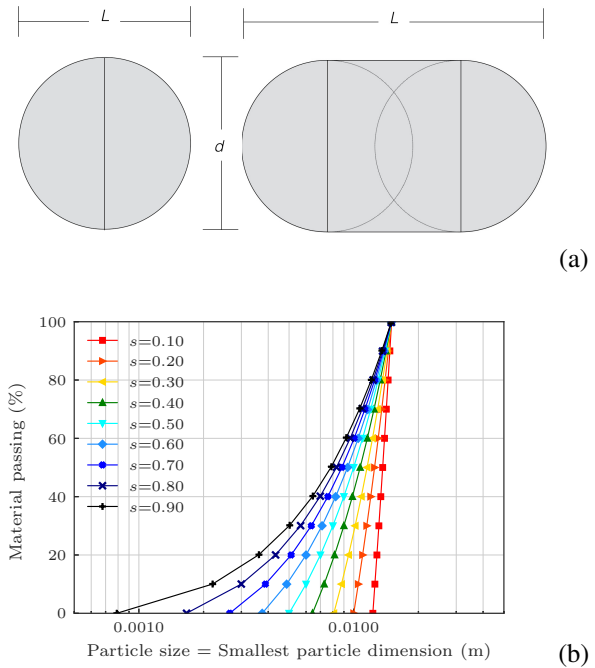 L
L
d
(a)
100
80
60
40
20
0
Material passing (%)
s=0.10
s=0.20
s=0.30
s=0.40
s=0.50
s=0.60
s=0.70
s=0.80
s=0.90
0.0010
0.0100
Particle size = Smallest particle dimension (m)
(b)